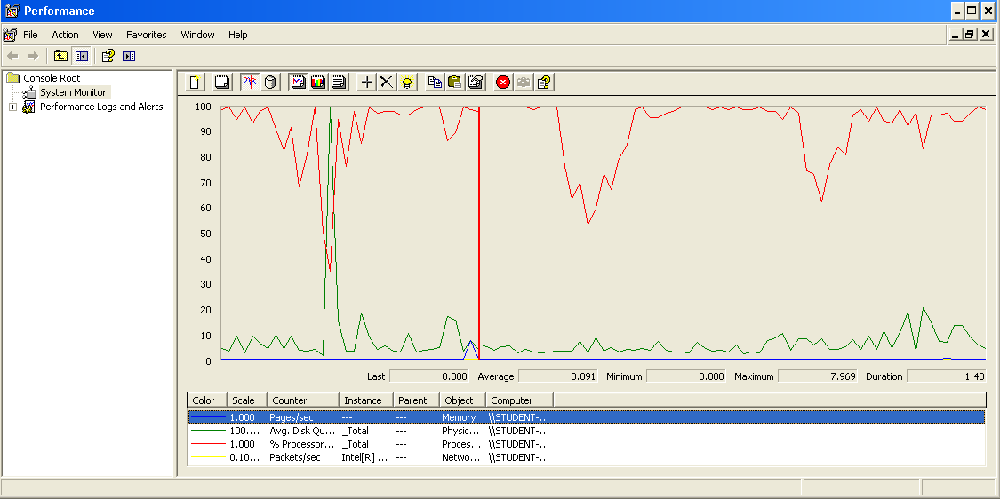 Performance
File Action View Favorites Window Help
Console Root
System Monitor
Performance Logs and Alerts
100
90
80
70
60
50
40
30
20
10
0
Last 0.000 Average 0.091 Minimum 0.000 Maximum 7.969 Duration 1:40
Color Scale Counter Instance Parent Object Computer
1.000 Pages/sec --- --- Memory \\STUDENT-...
100.... Avg. Disk Qu... _Total --- Physic... \\STUDENT-...
1.000 % Processor... _Total --- Proces... \\STUDENT-...
0.10... Packets/sec Intel[R] ... --- Netwo... \\STUDENT-...